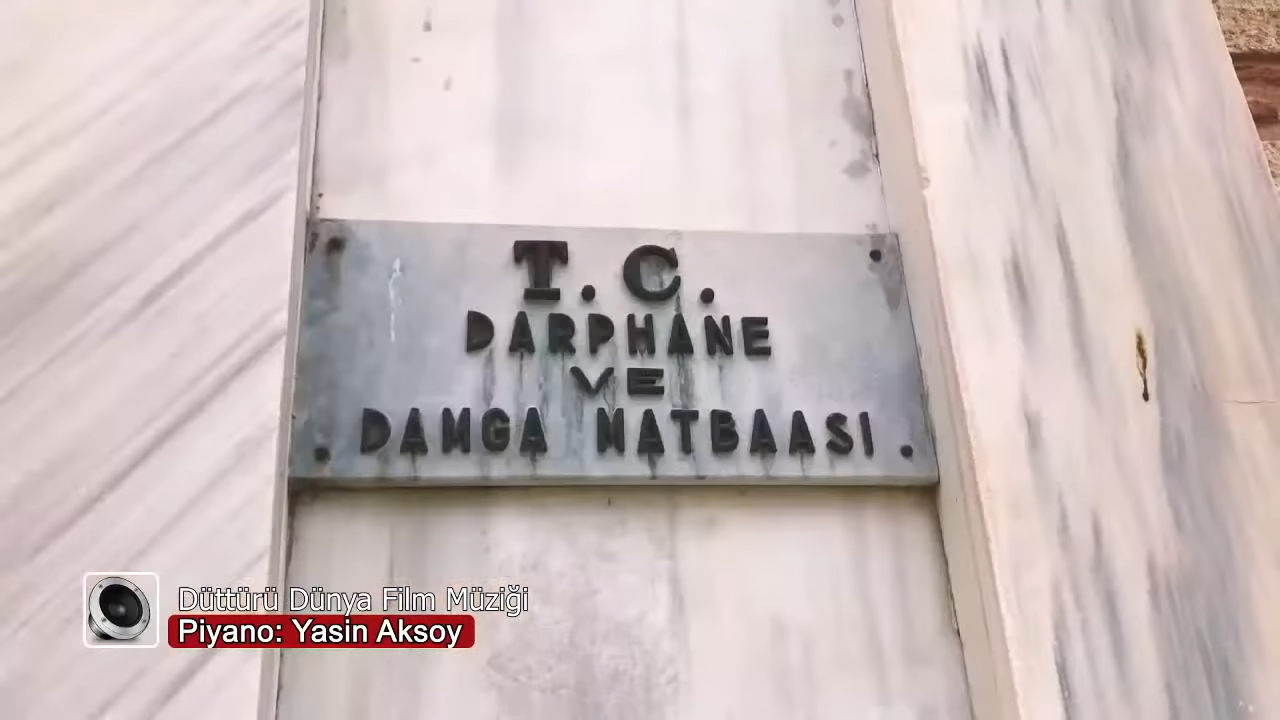 T. C.
DARPHANE
VE
DAMGA MATBAASI
Düttürü Dünya Film Müziği
Piyano: Yasin Aksoy